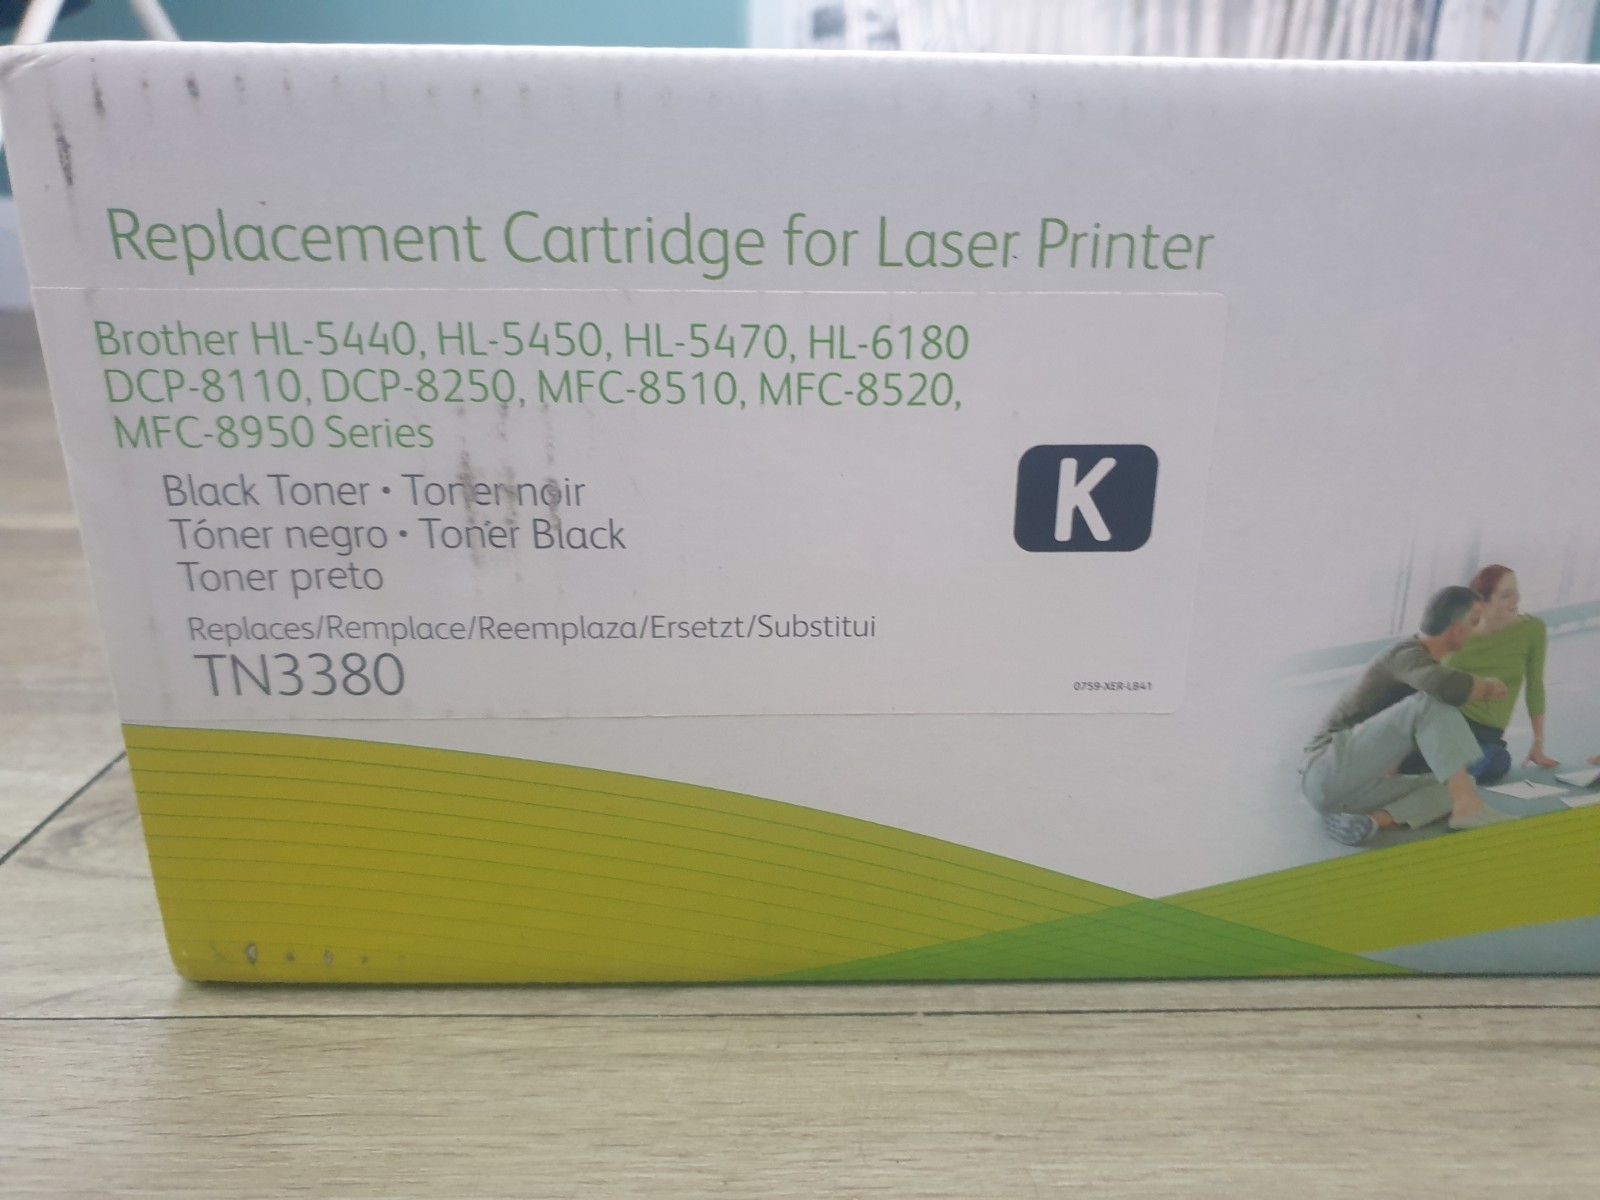 Replacement Cartridge for Laser Printer
Brother HL-5440, HL-5450, HL-5470, HL-6180
DCP-8110, DCP-8250, MFC-8510, MFC-8520,
MFC-8950 Series
Black Toner • Toner noir
Tóner negro • Toner Black
Toner preto
K
Replaces/Remplace/Reemplaza/Ersetzt/Substitui
TN3380
0759-XER-LB41